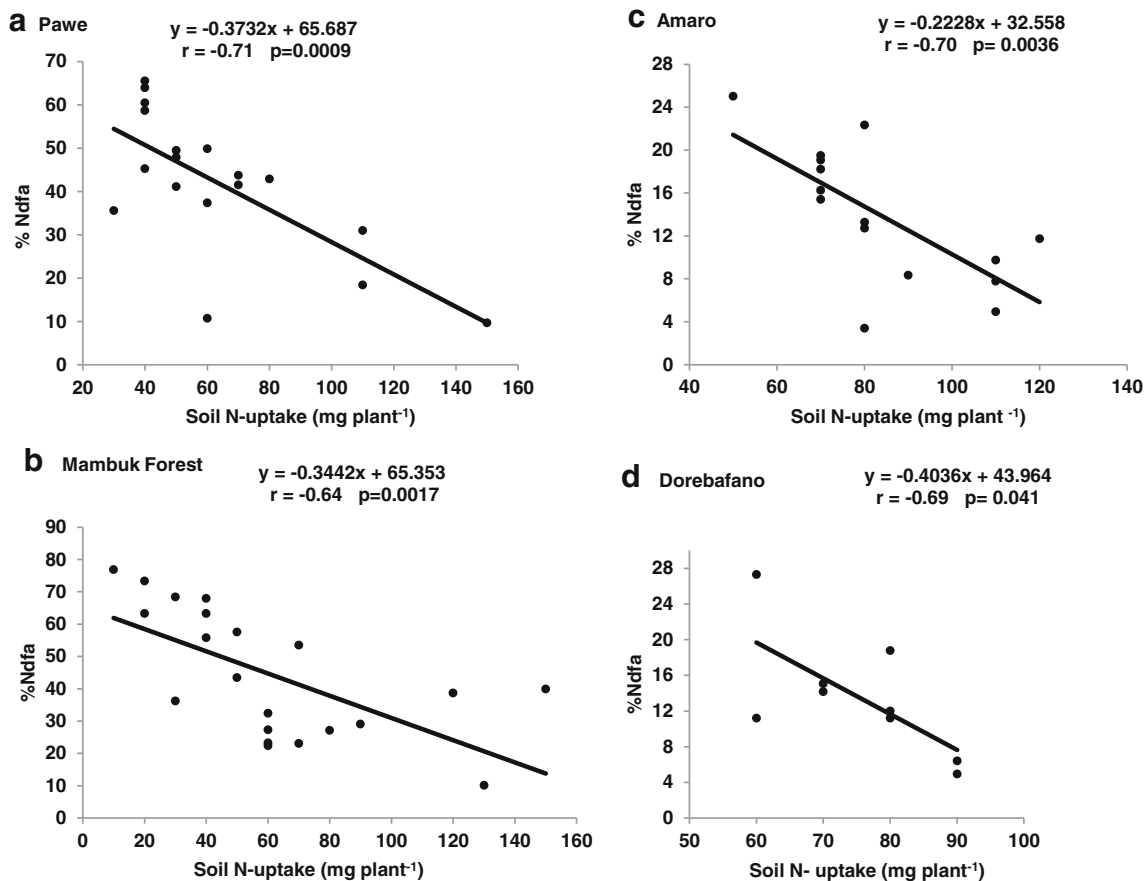 a Pawe
y = -0.3732x + 65.687
r = -0.71 p=0.0009
70
60
50
40
30
20
10
0
% Ndfa
20 40 60 80 100 120 140 160
Soil N-uptake (mg plant⁻¹)
c Amaro
y = -0.2228x + 32.558
r = -0.70 p= 0.0036
28
24
20
16
12
8
4
0
% Ndfa
40 60 80 100 120 140
Soil N-uptake (mg plant ⁻¹)
b Mambuk Forest
y = -0.3442x + 65.353
r = -0.64 p=0.0017
90
80
70
60
50
40
30
20
10
0
%Ndfa
0 20 40 60 80 100 120 140 160
Soil N-uptake (mg plant⁻¹)
d Dorebafano
y = -0.4036x + 43.964
r = -0.69 p= 0.041
28
24
20
16
12
8
4
0
%Ndfa
50 60 70 80 90 100
Soil N- uptake (mg plant⁻¹)